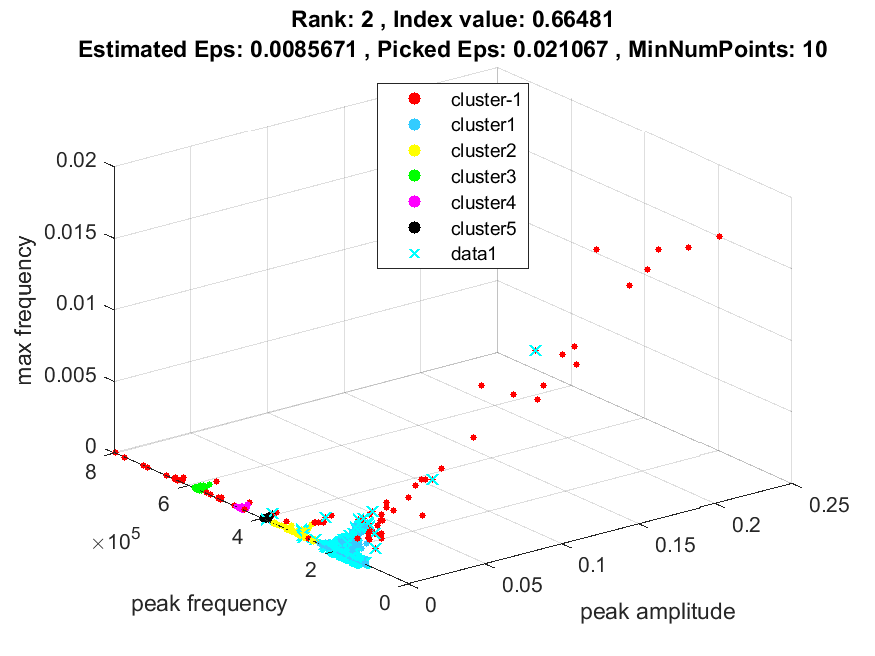 Rank: 2 , Index value: 0.66481
Estimated Eps: 0.0085671 , Picked Eps: 0.021067 , MinNumPoints: 10
cluster-1
cluster1
cluster2
cluster3
cluster4
cluster5
data1
max frequency
0.02
0.015
0.01
0.005
0
8
6
4
2
0
×10^5
peak frequency
0
0.05
0.1
0.15
0.2
0.25
peak amplitude